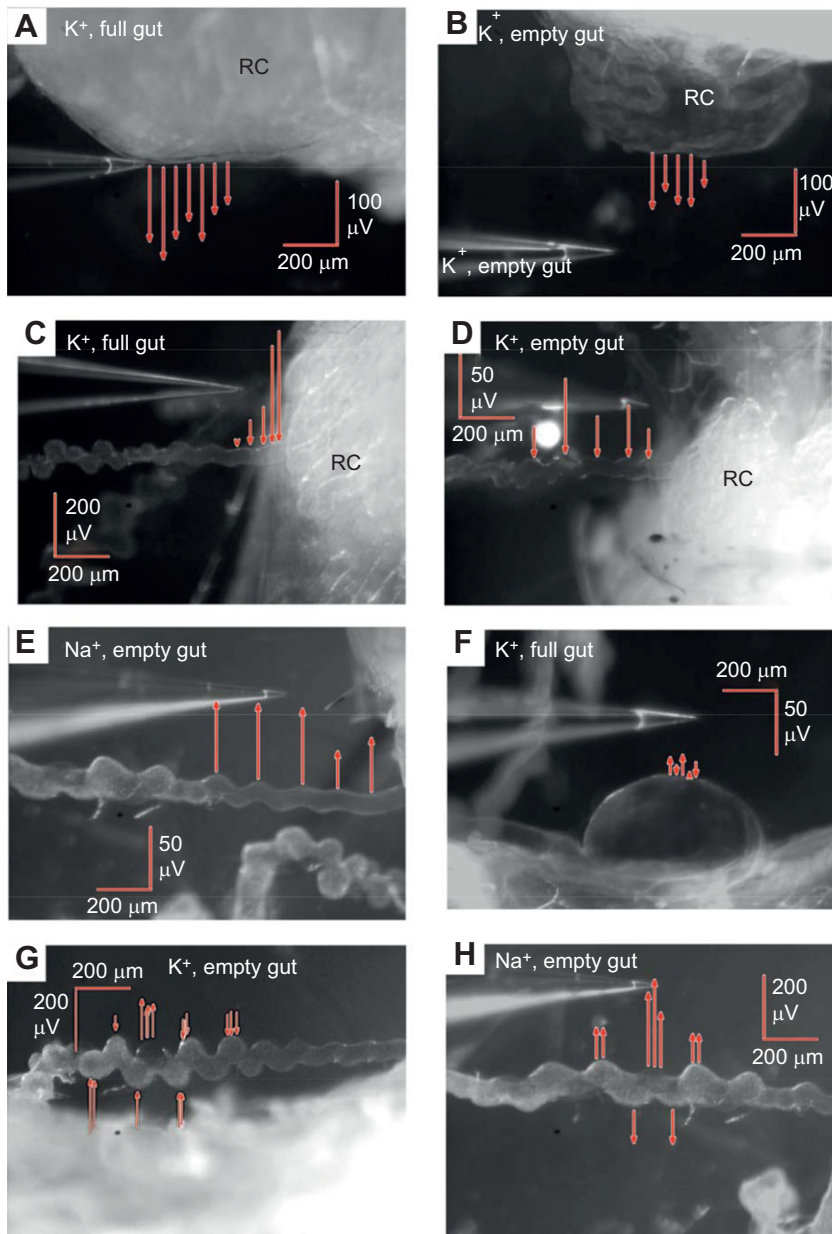 A
K+, full gut
RC
100
µV
200 µm
B
K+, empty gut
RC
100
µV
200 µm
K+, empty gut
C
K+, full gut
RC
200
µV
200 µm
D
K+, empty gut
50
µV
200 µm
RC
E
Na+, empty gut
50
µV
200 µm
F
K+, full gut
200 µm
50
µV
G
200 µm
K+, empty gut
200
µV
H
Na+, empty gut
200
µV
200 µm